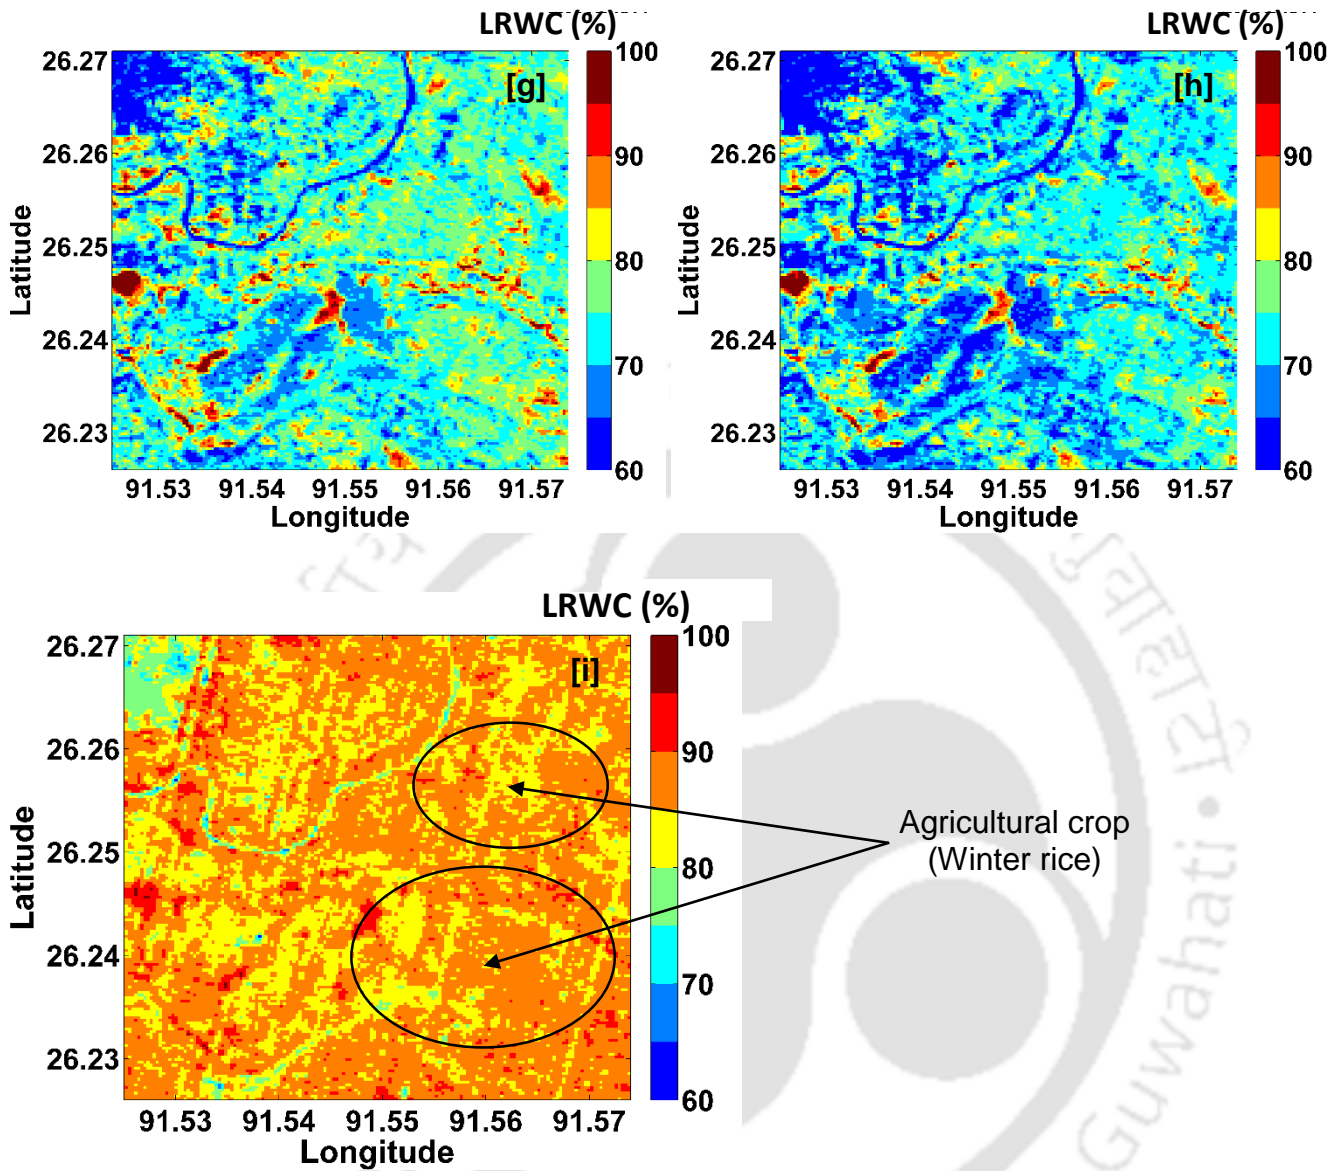 LRWC (%)
[g]
100
90
80
70
60
26.27
26.26
26.25
26.24
26.23
Latitude
91.53 91.54 91.55 91.56 91.57
Longitude
LRWC (%)
[h]
100
90
80
70
60
26.27
26.26
26.25
26.24
26.23
Latitude
91.53 91.54 91.55 91.56 91.57
Longitude
LRWC (%)
[i]
100
90
80
70
60
26.27
26.26
26.25
26.24
26.23
Latitude
91.53 91.54 91.55 91.56 91.57
Longitude
Agricultural crop
(Winter rice)
Guwahati